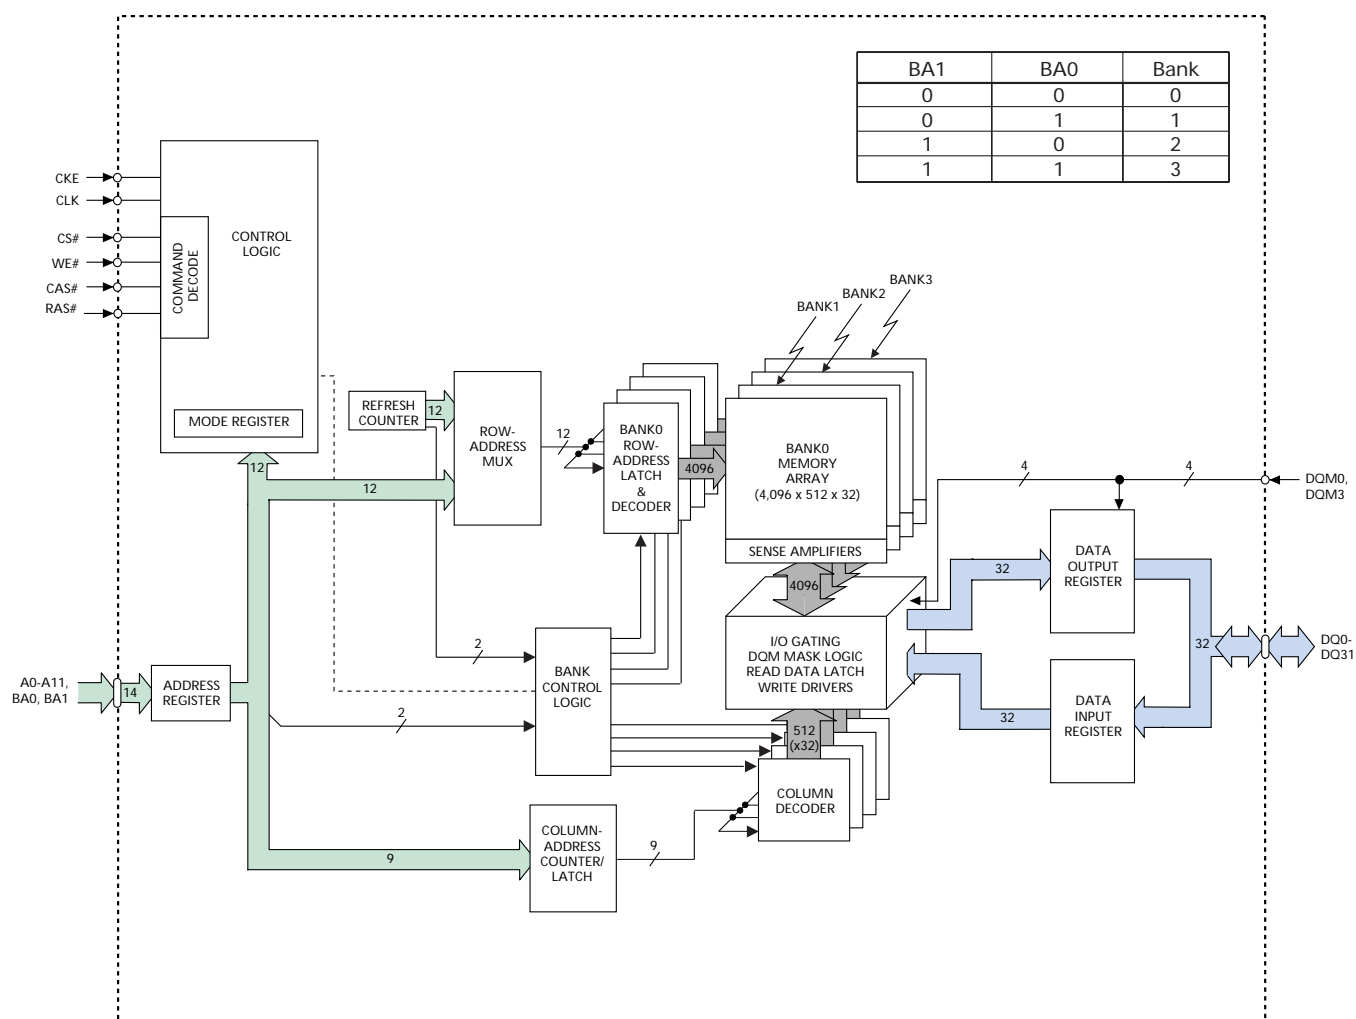 BA1 BA0 Bank
0 0 0
0 1 1
1 0 2
1 1 3
CKE
CLK
CS#
WE#
CAS#
RAS#
COMMAND
DECODE
CONTROL
LOGIC
MODE REGISTER
12
12
REFRESH
COUNTER
12
ROW-
ADDRESS
MUX
12
BANK0
ROW-
ADDRESS
LATCH
&
DECODER
4096
BANK1
BANK2
BANK3
BANK0
MEMORY
ARRAY
(4,096 x 512 x 32)
SENSE AMPLIFIERS
4096
I/O GATING
DQM MASK LOGIC
READ DATA LATCH
WRITE DRIVERS
512
(x32)
COLUMN
DECODER
4
4
DQM0,
DQM3
DATA
OUTPUT
REGISTER
32
32
DQ0-
DQ31
DATA
INPUT
REGISTER
32
A0-A11,
BA0, BA1
14
ADDRESS
REGISTER
2
2
BANK
CONTROL
LOGIC
9
COLUMN-
ADDRESS
COUNTER/
LATCH
9